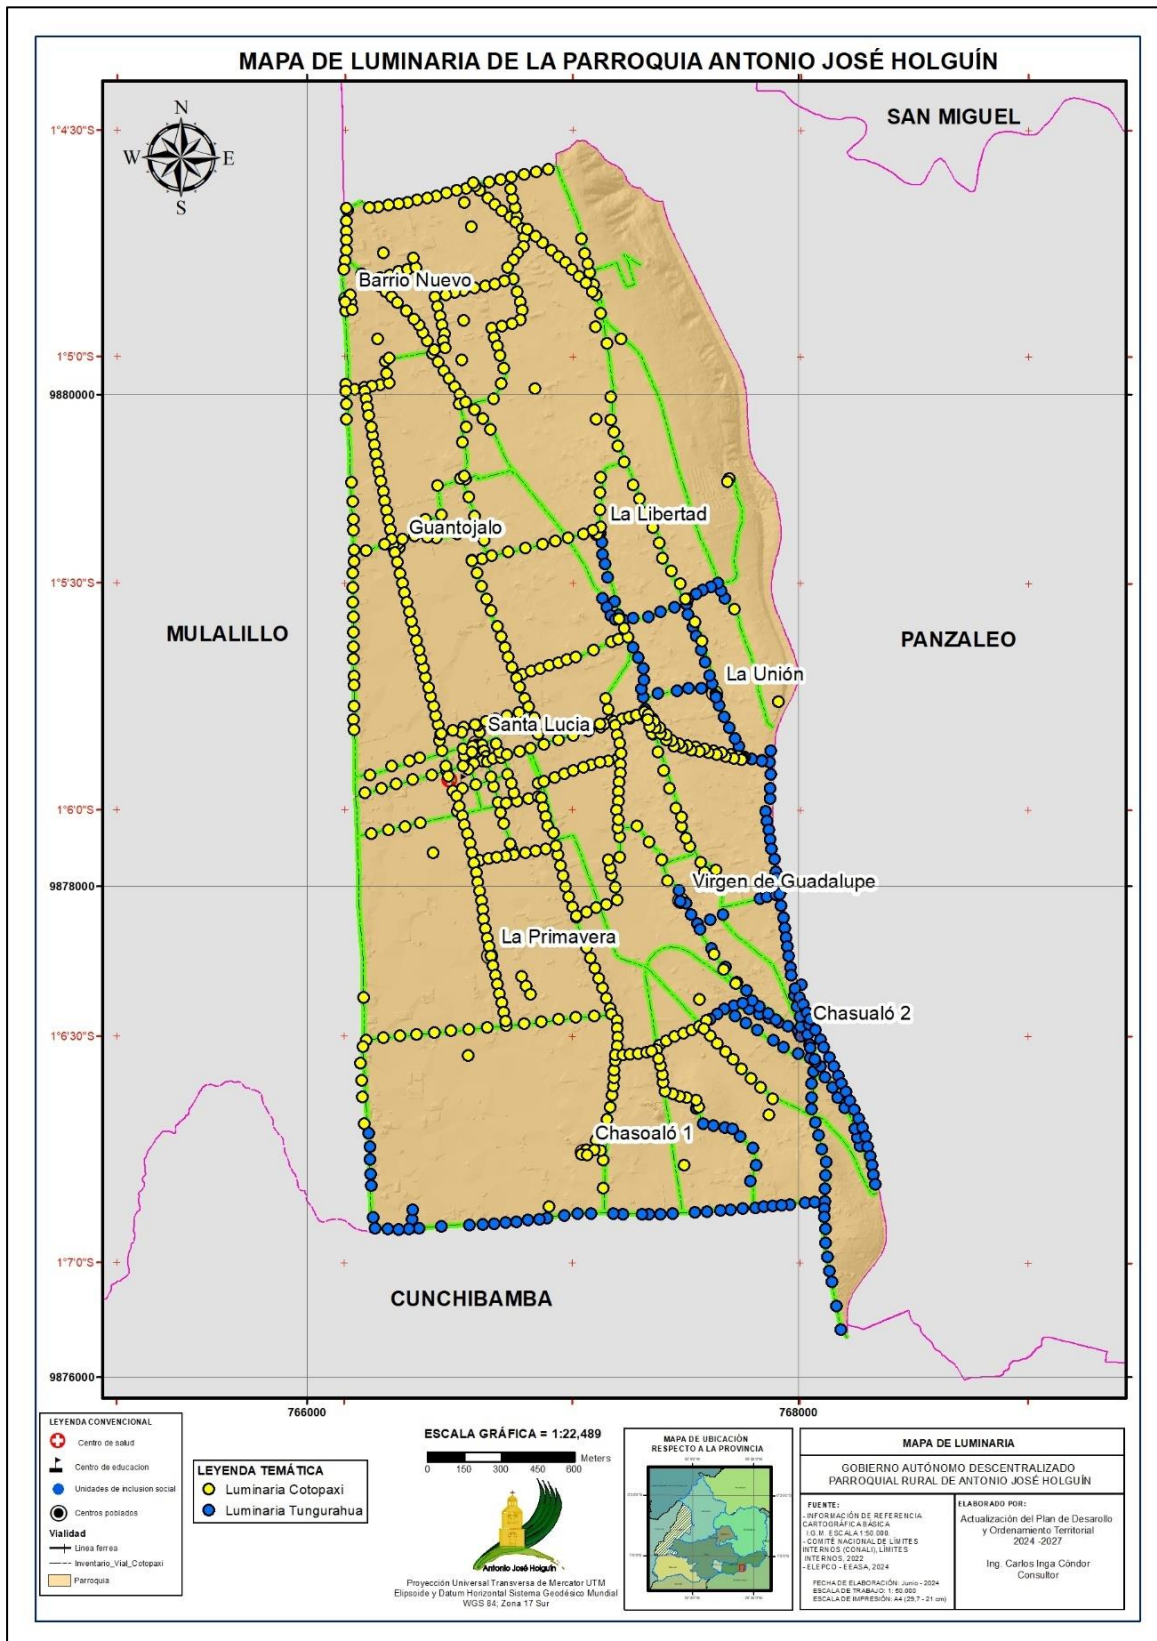 MAPA DE LUMINARIA DE LA PARROQUIA ANTONIO JOSÉ HOLGUÍN
SAN MIGUEL
1°4'30"S
N
W E
S
Barrio Nuevo
1°5'0"S
9880000
Guantojalo
La Libertad
1°5'30"S
MULALILLO
PANZALEO
La Unión
Santa Lucia
1°6'0"S
9878000
Virgen de Guadalupe
La Primavera
Chasualó 2
1°6'30"S
Chasoaló 1
1°7'0"S
CUNCHIBAMBA
9876000
766000
768000
LEYENDA CONVENCIONAL
Centro de salud
Centro de educacion
Unidades de inclusion social
Centros poblados
Vialidad
Linea ferrea
Inventario_Vial_Cotopaxi
Parroquia
LEYENDA TEMÁTICA
Luminaria Cotopaxi
Luminaria Tungurahua
ESCALA GRÁFICA = 1:22,489
Meters
0 150 300 450 600
Antonio José Holguín
Proyección Universal Transversa de Mercator UTM
Elipsoide y Datum Horizontal Sistema Geodésico Mundial
WGS 84; Zona 17 Sur
MAPA DE UBICACIÓN
RESPECTO A LA PROVINCIA
MAPA DE LUMINARIA
GOBIERNO AUTÓNOMO DESCENTRALIZADO
PARROQUIAL RURAL DE ANTONIO JOSÉ HOLGUÍN
FUENTE:
- INFORMACIÓN DE REFERENCIA
CARTOGRÁFICA BÁSICA
I.G.M. ESCALA 1:50.000.
- COMITÉ NACIONAL DE LÍMITES
INTERNOS (CONALI), LÍMITES
INTERNOS, 2022
- ELEPCO - EEASA, 2024
FECHA DE ELABORACIÓN: Junio - 2024
ESCALA DE TRABAJO: 1: 50.000
ESCALA DE IMPRESIÓN: A4 (29,7 - 21 cm)
ELABORADO POR:
Actualización del Plan de Desarollo
y Ordenamiento Territorial
2024 -2027
Ing. Carlos Inga Cóndor
Consultor